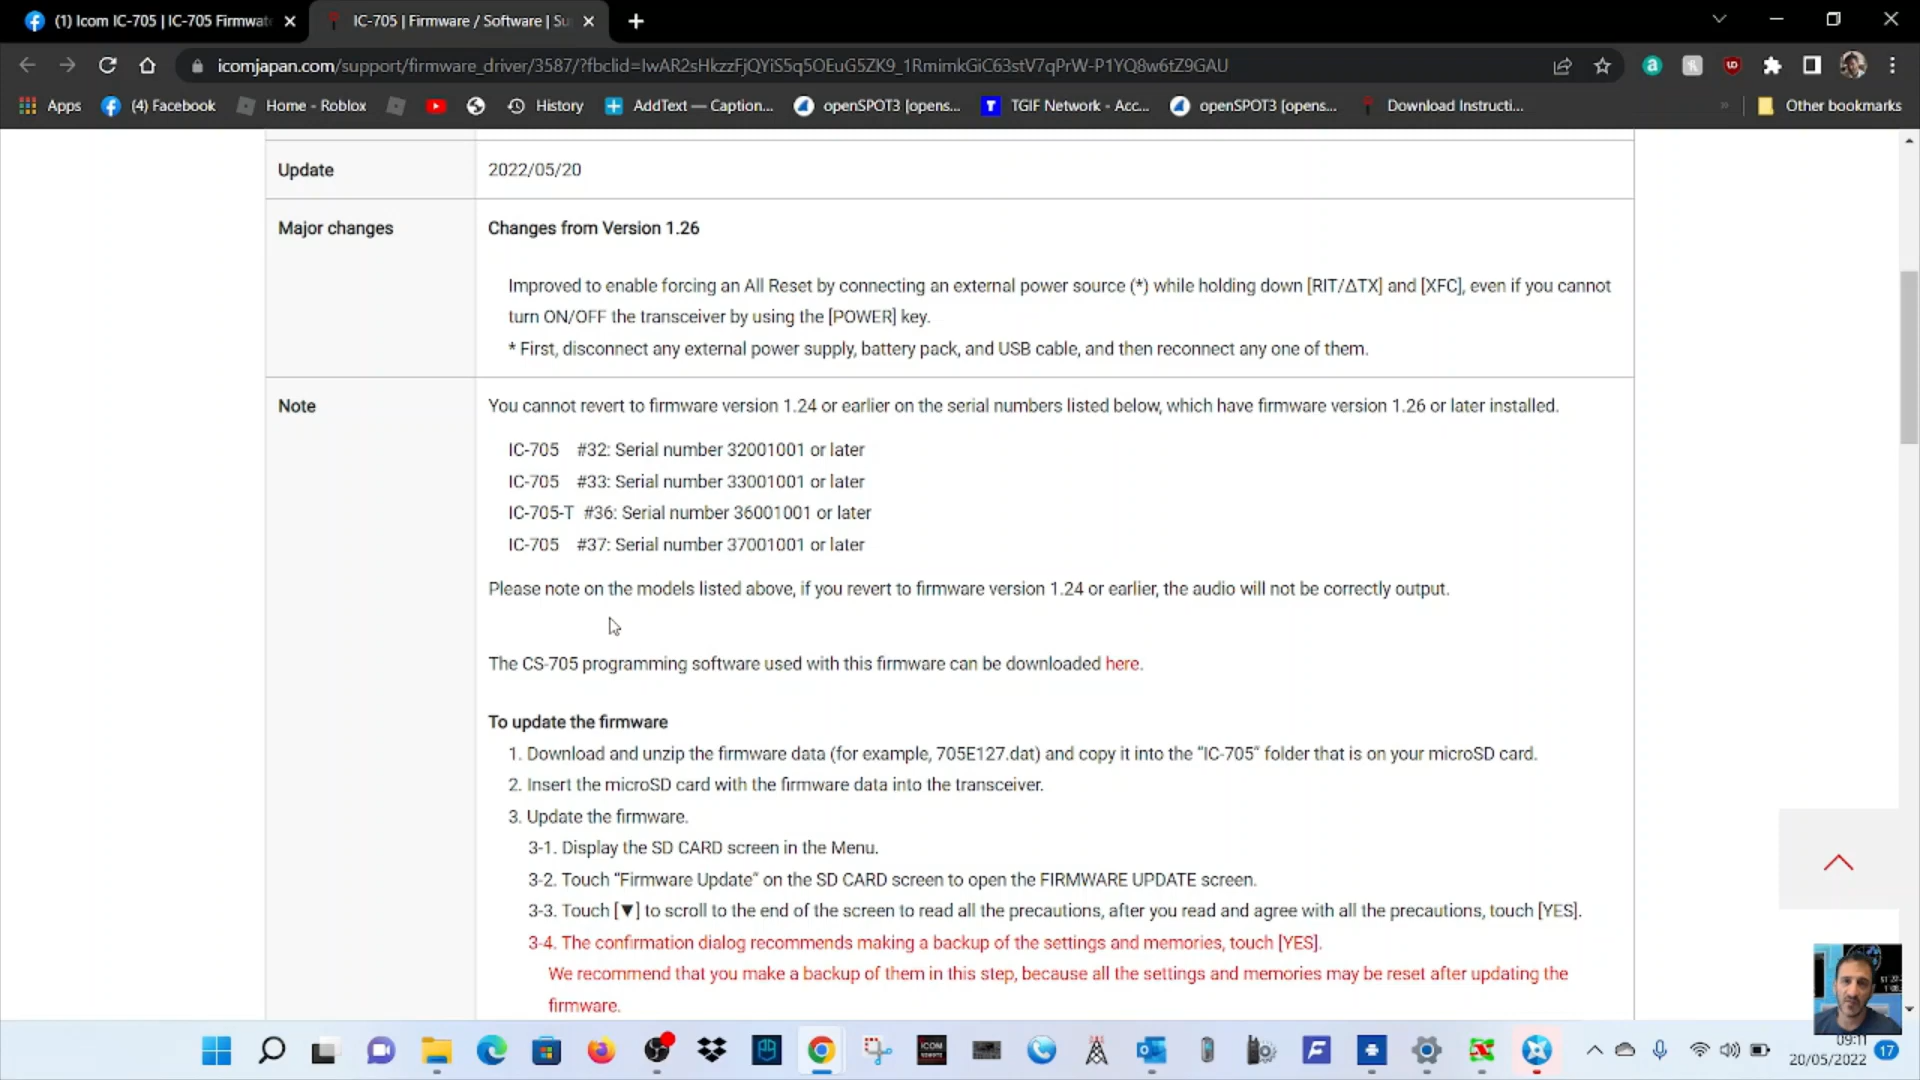 (1) Icom IC-705 | IC-705 Firmwat
IC-705 | Firmware / Software | Su
icomjapan.com/support/firmware_driver/3587/?fbclid=IwAR2sHkzzFjQYiS5q5OEuG5ZK9_1RmimkGiC63stV7qPrW-P1YQ8w6tZ9GAU
Apps
(4) Facebook
Home - Roblox
History
AddText — Caption...
openSPOT3 [opens...
TGIF Network - Acc...
openSPOT3 [opens...
Download Instructi...
»
Other bookmarks
Update
2022/05/20
Major changes
Changes from Version 1.26
Improved to enable forcing an All Reset by connecting an external power source (*) while holding down [RIT/ΔTX] and [XFC], even if you cannot
turn ON/OFF the transceiver by using the [POWER] key.
* First, disconnect any external power supply, battery pack, and USB cable, and then reconnect any one of them.
Note
You cannot revert to firmware version 1.24 or earlier on the serial numbers listed below, which have firmware version 1.26 or later installed.
IC-705 #32: Serial number 32001001 or later
IC-705 #33: Serial number 33001001 or later
IC-705-T #36: Serial number 36001001 or later
IC-705 #37: Serial number 37001001 or later
Please note on the models listed above, if you revert to firmware version 1.24 or earlier, the audio will not be correctly output.
The CS-705 programming software used with this firmware can be downloaded here.
To update the firmware
1. Download and unzip the firmware data (for example, 705E127.dat) and copy it into the "IC-705" folder that is on your microSD card.
2. Insert the microSD card with the firmware data into the transceiver.
3. Update the firmware.
3-1. Display the SD CARD screen in the Menu.
3-2. Touch "Firmware Update" on the SD CARD screen to open the FIRMWARE UPDATE screen.
3-3. Touch [▼] to scroll to the end of the screen to read all the precautions, after you read and agree with all the precautions, touch [YES].
3-4. The confirmation dialog recommends making a backup of the settings and memories, touch [YES].
We recommend that you make a backup of them in this step, because all the settings and memories may be reset after updating the
firmware.
09:11
20/05/2022
17